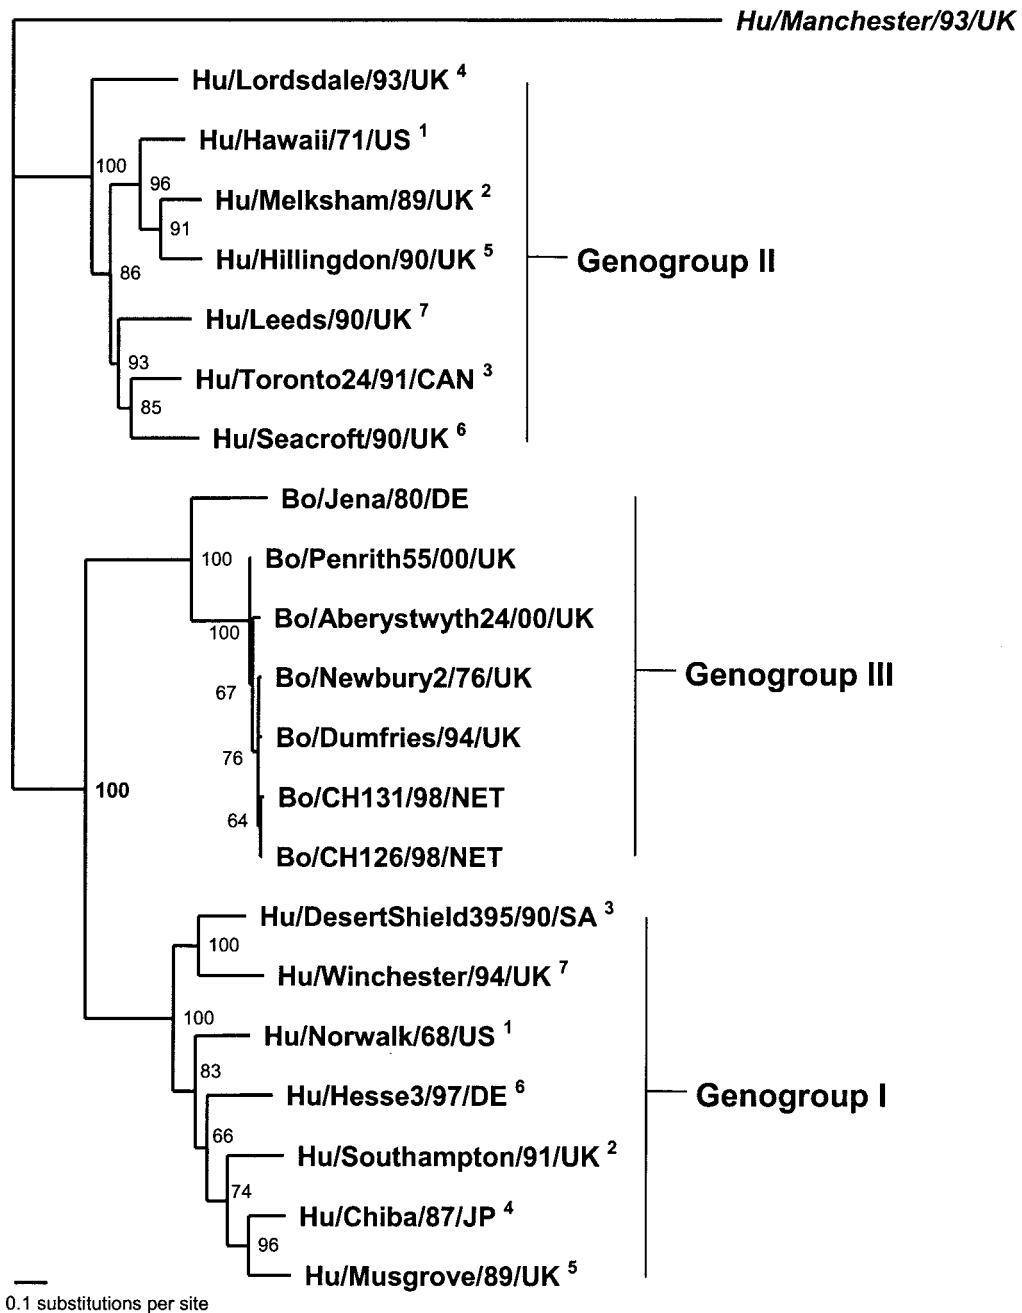 Hu/Manchester/93/UK
Hu/Lordsdale/93/UK 4
Hu/Hawaii/71/US 1
100
96
Hu/Melksham/89/UK 2
91
Hu/Hillingdon/90/UK 5
Genogroup II
86
Hu/Leeds/90/UK 7
93
Hu/Toronto24/91/CAN 3
85
Hu/Seacroft/90/UK 6
Bo/Jena/80/DE
100
Bo/Penrith55/00/UK
Bo/Aberystwyth24/00/UK
100
Bo/Newbury2/76/UK
Genogroup III
67
Bo/Dumfries/94/UK
76
100
Bo/CH131/98/NET
64
Bo/CH126/98/NET
Hu/DesertShield395/90/SA 3
100
Hu/Winchester/94/UK 7
100
Hu/Norwalk/68/US 1
83
Hu/Hesse3/97/DE 6
Genogroup I
66
Hu/Southampton/91/UK 2
74
Hu/Chiba/87/JP 4
96
Hu/Musgrove/89/UK 5
0.1 substitutions per site